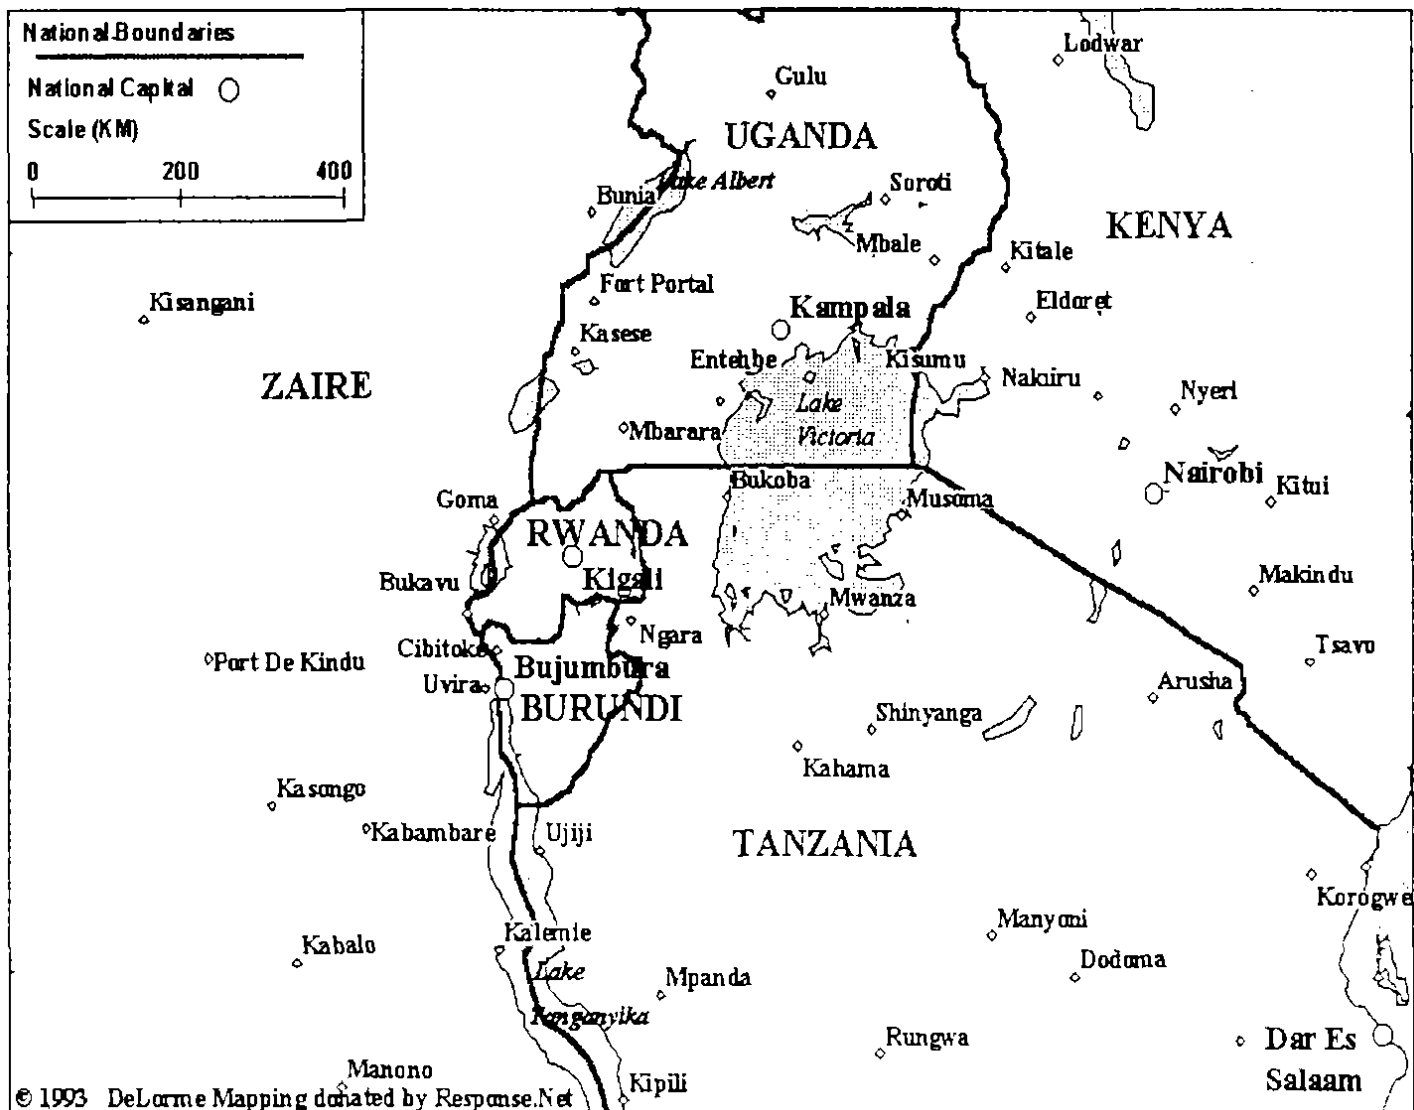 National Boundaries
National Capital
Scale (KM)
0 200 400
Lodwar
Gulu
UGANDA
Lake Albert
Bunia
Soroti
KENYA
Mbale
Kitale
Fort Portal
Kisangani
Kampala
Eldoret
Kasese
Entebbe
Kisumu
ZAIRE
Nakuru
Nyeri
Lake
Victoria
Mbarara
Nairobi
Bukoba
Kitui
Goma
Musoma
RWANDA
Kigali
Bukavu
Makindu
Mwanza
Ngara
Cibitoke
Tsavo
Port De Kindu
Bujumbura
Uvira
Arusha
BURUNDI
Shinyanga
Kahama
Kasongo
Kabambare
Ujiji
TANZANIA
Korogwe
Manyoni
Kalemie
Kabalo
Dodoma
Lake
Mpanda
Tanganyika
Rungwa
Dar Es
Salaam
Manono
Kipili
© 1993 DeLorme Mapping donated by Response.Net